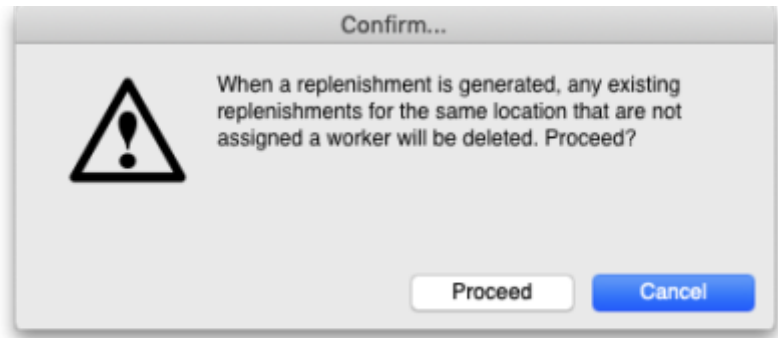 Confirm...
When a replenishment is generated, any existing
replenishments for the same location that are not
assigned a worker will be deleted. Proceed?
Proceed
Cancel